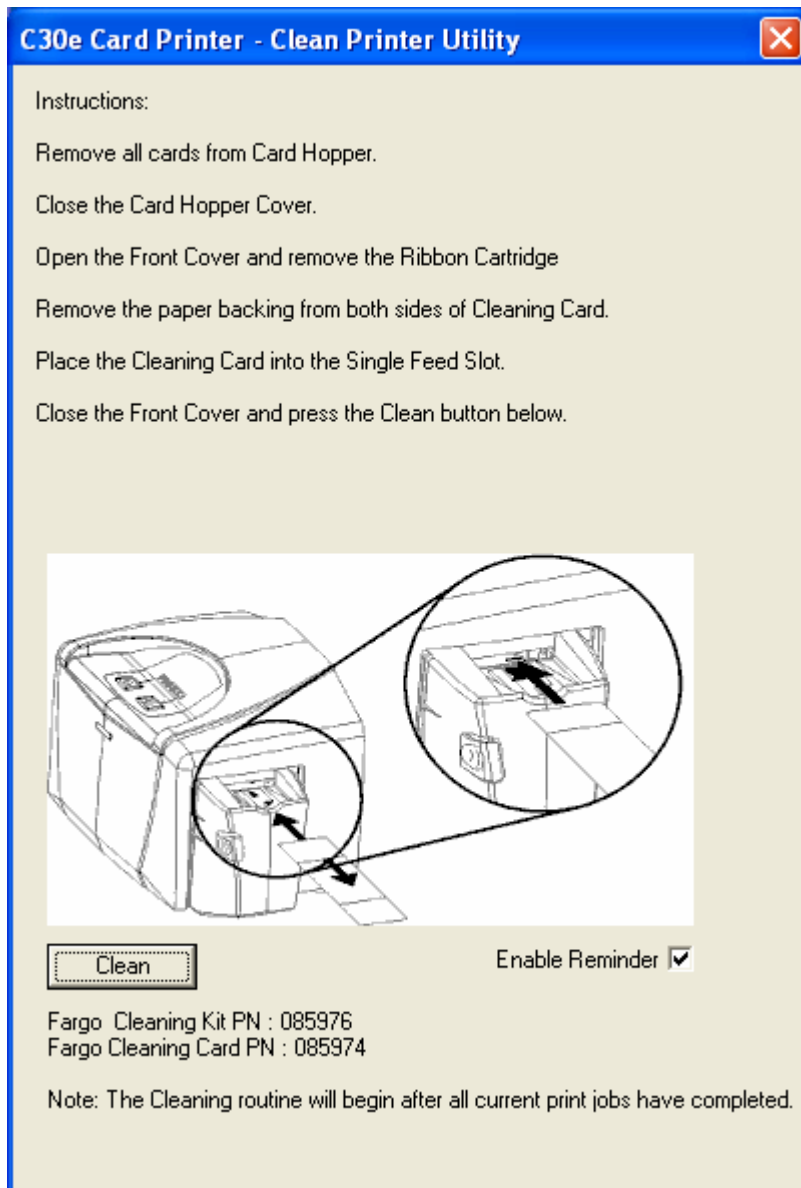 C30e Card Printer - Clean Printer Utility
Instructions:
Remove all cards from Card Hopper.
Close the Card Hopper Cover.
Open the Front Cover and remove the Ribbon Cartridge
Remove the paper backing from both sides of Cleaning Card.
Place the Cleaning Card into the Single Feed Slot.
Close the Front Cover and press the Clean button below.
Clean
Enable Reminder
Fargo  Cleaning Kit PN : 085976
Fargo Cleaning Card PN : 085974
Note: The Cleaning routine will begin after all current print jobs have completed.